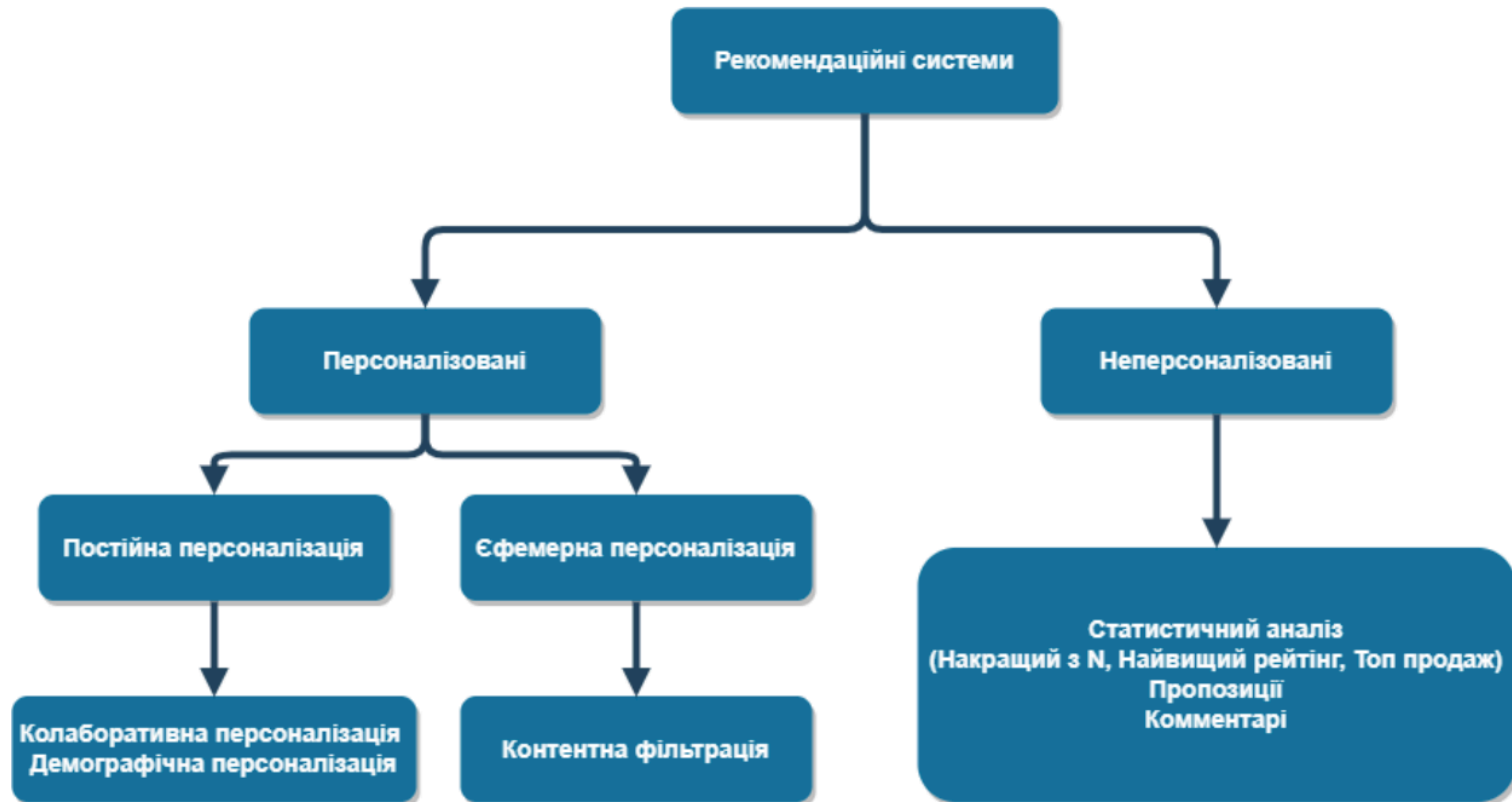 Рекомендаційні системи
Персоналізовані
Неперсоналізовані
Постійна персоналізація
Єфемерна персоналізація
Статистичний аналіз
(Накращий з N, Найвищий рейтінг, Топ продаж)
Пропозиції
Комментарі
Колаборативна персоналізація
Демографічна персоналізація
Контентна фільтрація